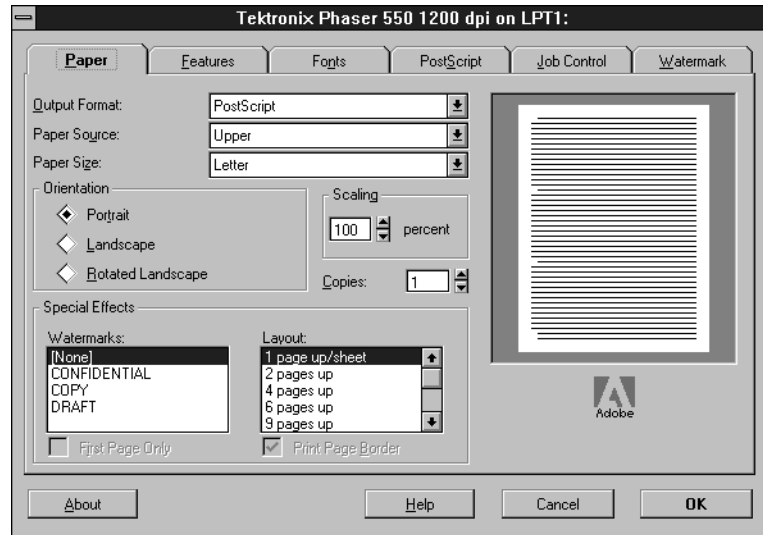 Tektronix Phaser 550 1200 dpi on LPT1:
Paper Features Fonts PostScript Job Control Watermark
Output Format: PostScript
Paper Source: Upper
Paper Size: Letter
Orientation
Portrait
Landscape
Rotated Landscape
Scaling
100 percent
Copies: 1
Special Effects
Watermarks:
[None]
CONFIDENTIAL
COPY
DRAFT
First Page Only
Layout:
1 page up/sheet
2 pages up
4 pages up
6 pages up
9 pages up
Print Page Border
Adobe
About Help Cancel OK